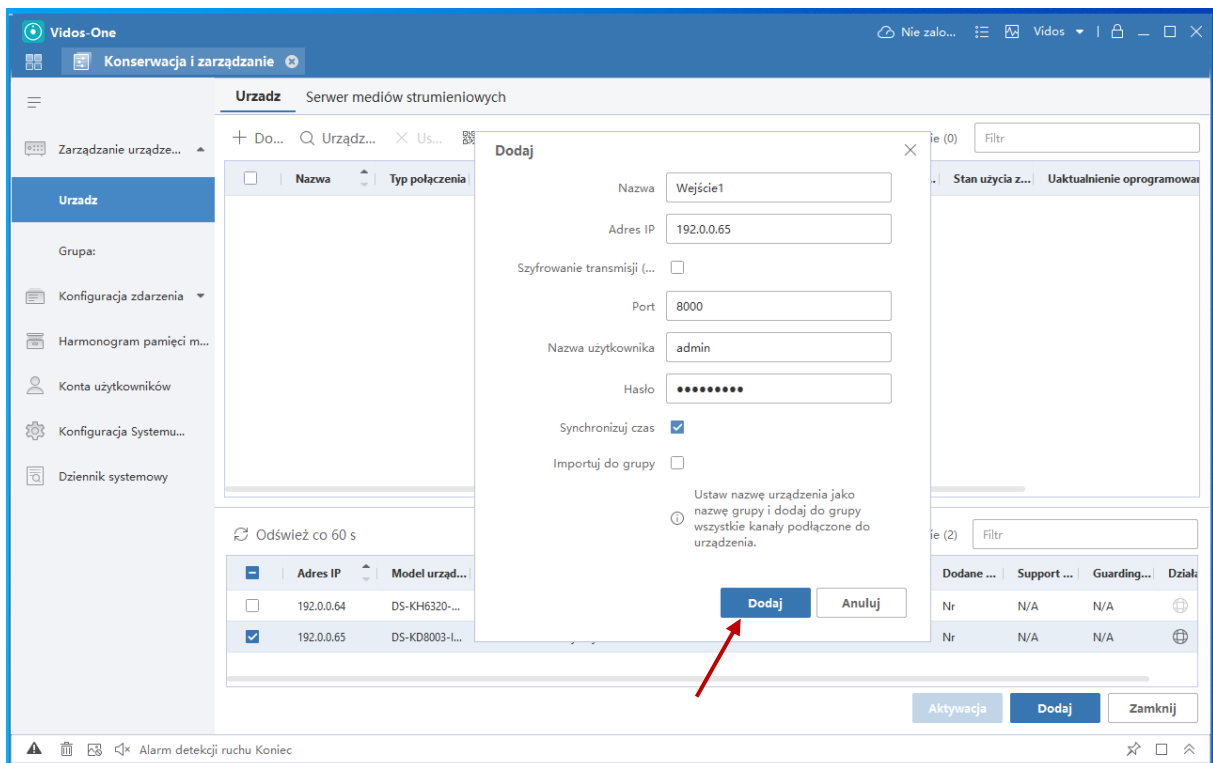 Vidos-One
Nie zalo...
Vidos
Konserwacja i zarządzanie
Urzadz
Serwer mediów strumieniowych
Zarządzanie urządze...
Urzadz
Grupa:
Konfiguracja zdarzenia
Harmonogram pamięci m...
Konta użytkowników
Konfiguracja Systemu...
Dziennik systemowy
Do...
Urządz...
Us...
ie (0)
Filtr
Nazwa
Typ połączenia
..
Stan użycia z...
Uaktualnienie oprogramowan
Dodaj
Nazwa
Wejście1
Adres IP
192.0.0.65
Szyfrowanie transmisji (...
Port
8000
Nazwa użytkownika
admin
Hasło
•••••••••
Synchronizuj czas
Importuj do grupy
Ustaw nazwę urządzenia jako
nazwę grupy i dodaj do grupy
wszystkie kanały podłączone do
urządzenia.
Dodaj
Anuluj
Odśwież co 60 s
ie (2)
Filtr
Adres IP
Model urząd...
Dodane ...
Support ...
Guarding...
Działa
192.0.0.64
DS-KH6320-...
Nr
N/A
N/A
192.0.0.65
DS-KD8003-I...
Nr
N/A
N/A
Aktywacja
Dodaj
Zamknij
Alarm detekcji ruchu Koniec